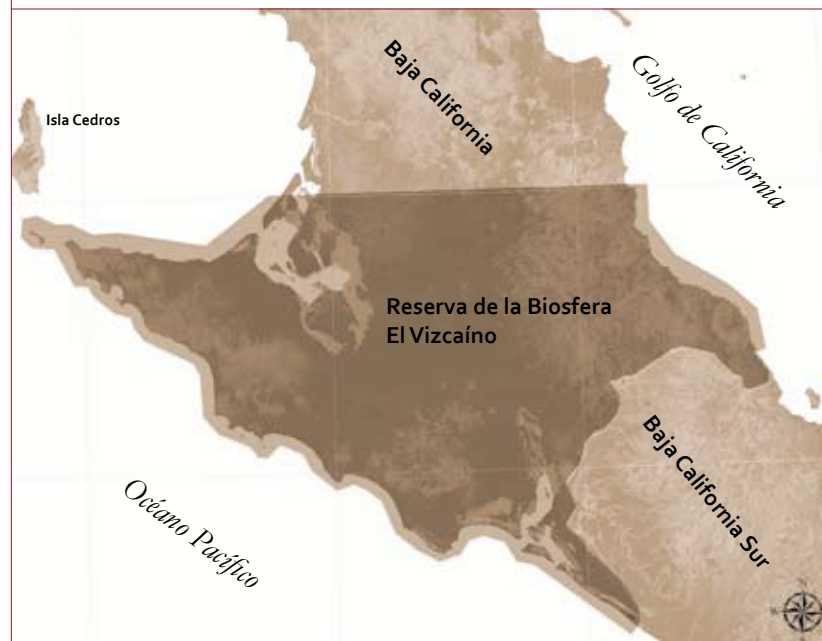 Baja California
Golfo de California
Isla Cedros
Reserva de la Biosfera
El Vizcaíno
Baja California Sur
Océano Pacífico
N